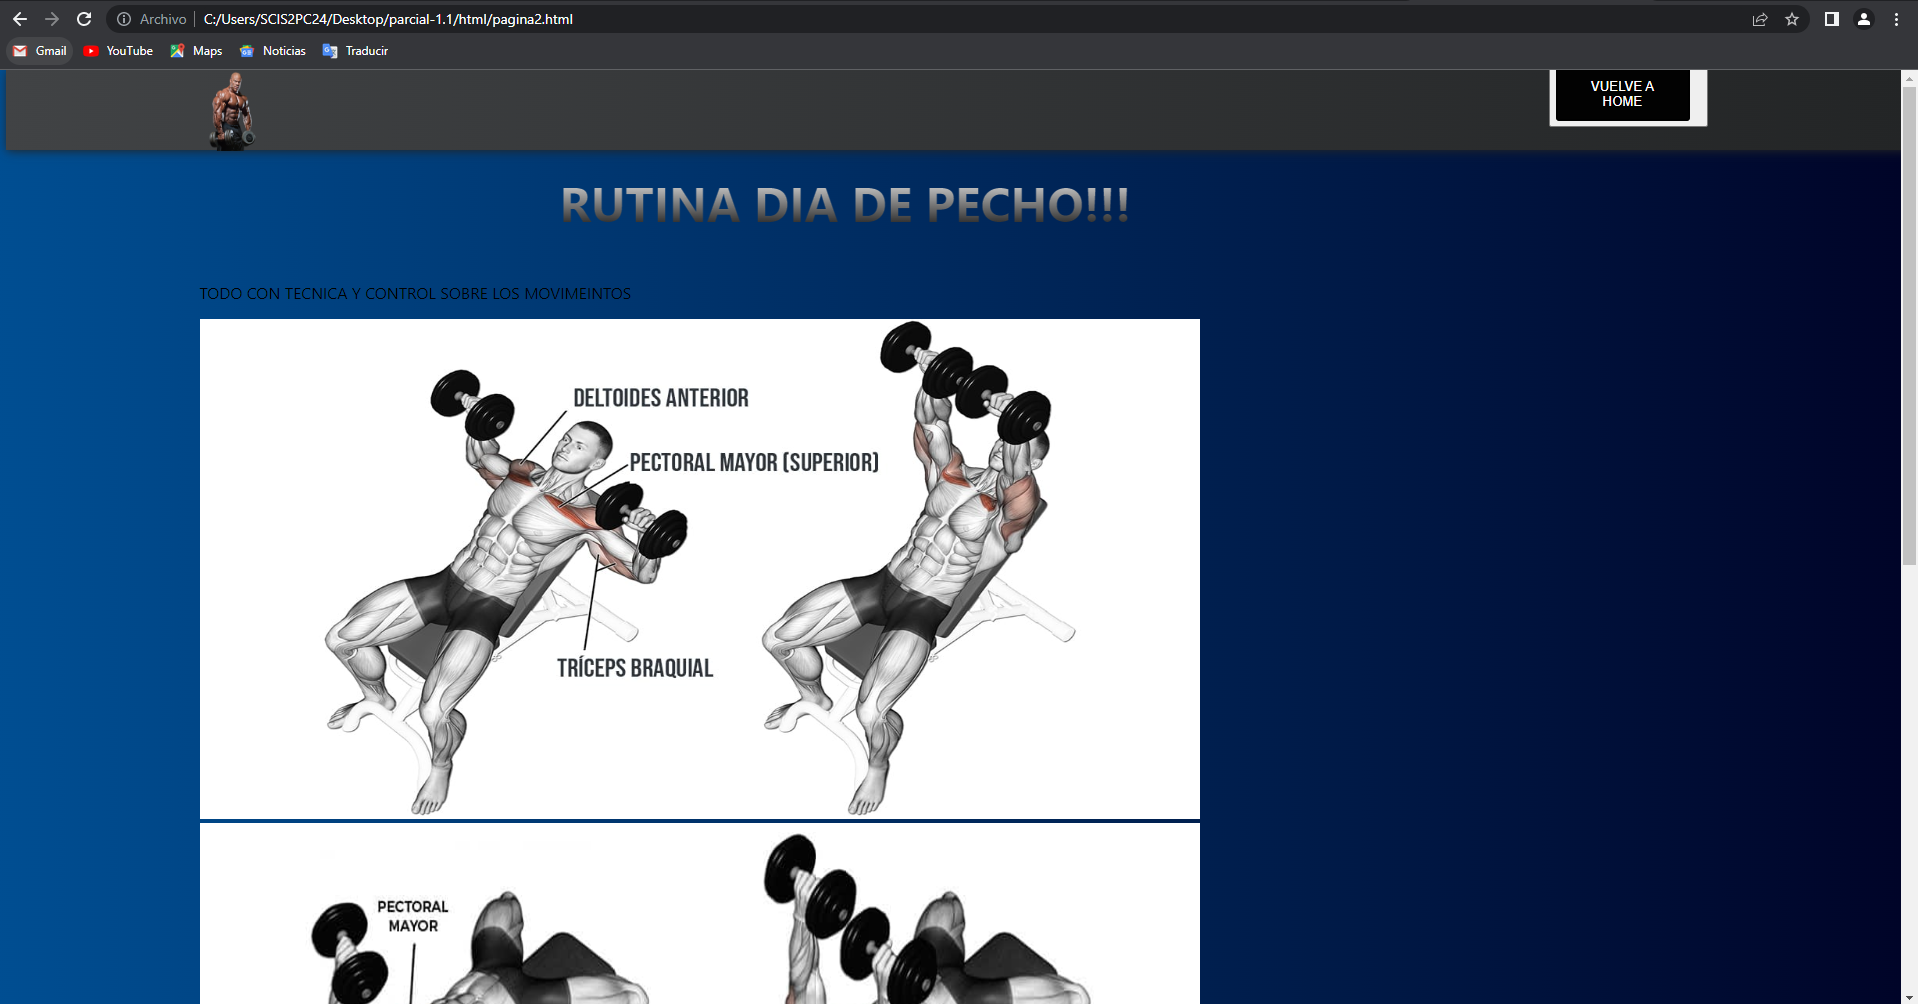 Archivo C:/Users/SCIS2PC24/Desktop/parcial-1.1/html/pagina2.html
Gmail YouTube Maps Noticias Traducir
VUELVE A
HOME
RUTINA DIA DE PECHO!!!
TODO CON TECNICA Y CONTROL SOBRE LOS MOVIMEINTOS
DELTOIDES ANTERIOR
PECTORAL MAYOR (SUPERIOR)
TRÍCEPS BRAQUIAL
PECTORAL
MAYOR